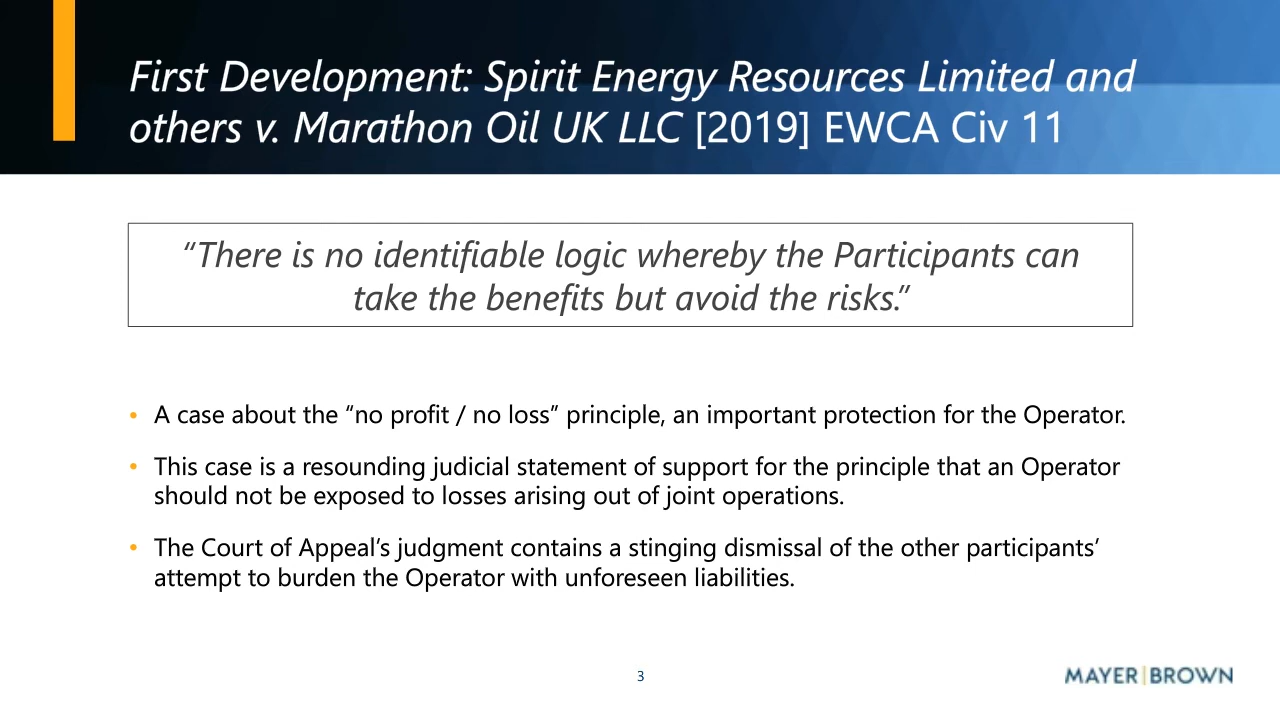 First Development: Spirit Energy Resources Limited and
others v. Marathon Oil UK LLC [2019] EWCA Civ 11
“There is no identifiable logic whereby the Participants can
take the benefits but avoid the risks.”
• A case about the “no profit / no loss” principle, an important protection for the Operator.
• This case is a resounding judicial statement of support for the principle that an Operator
should not be exposed to losses arising out of joint operations.
• The Court of Appeal’s judgment contains a stinging dismissal of the other participants’
attempt to burden the Operator with unforeseen liabilities.
3
MAYER|BROWN